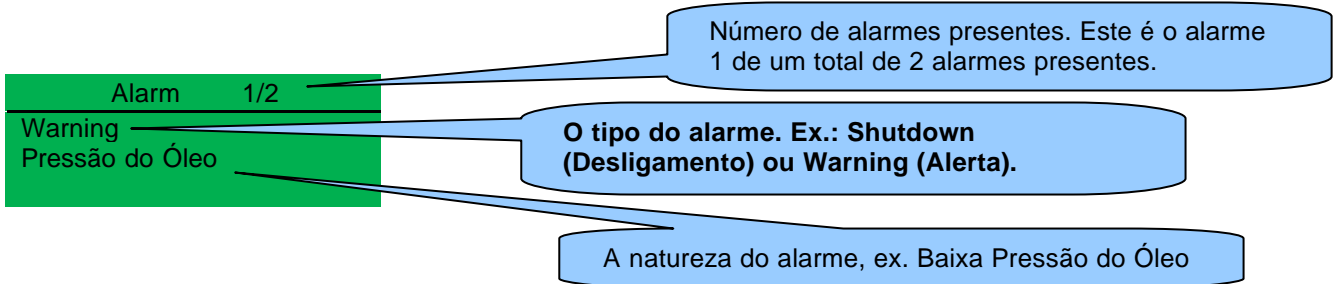 Número de alarmes presentes. Este é o alarme
1 de um total de 2 alarmes presentes.
Alarm 1/2
Warning
Pressão do Óleo
O tipo do alarme. Ex.: Shutdown
(Desligamento) ou Warning (Alerta).
A natureza do alarme, ex. Baixa Pressão do Óleo